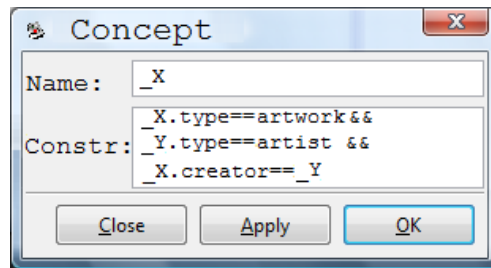 Concept
Name: _X
Constr: _X.type==artwork&&
_Y.type==artist &&
_X.creator==_Y
Close Apply OK